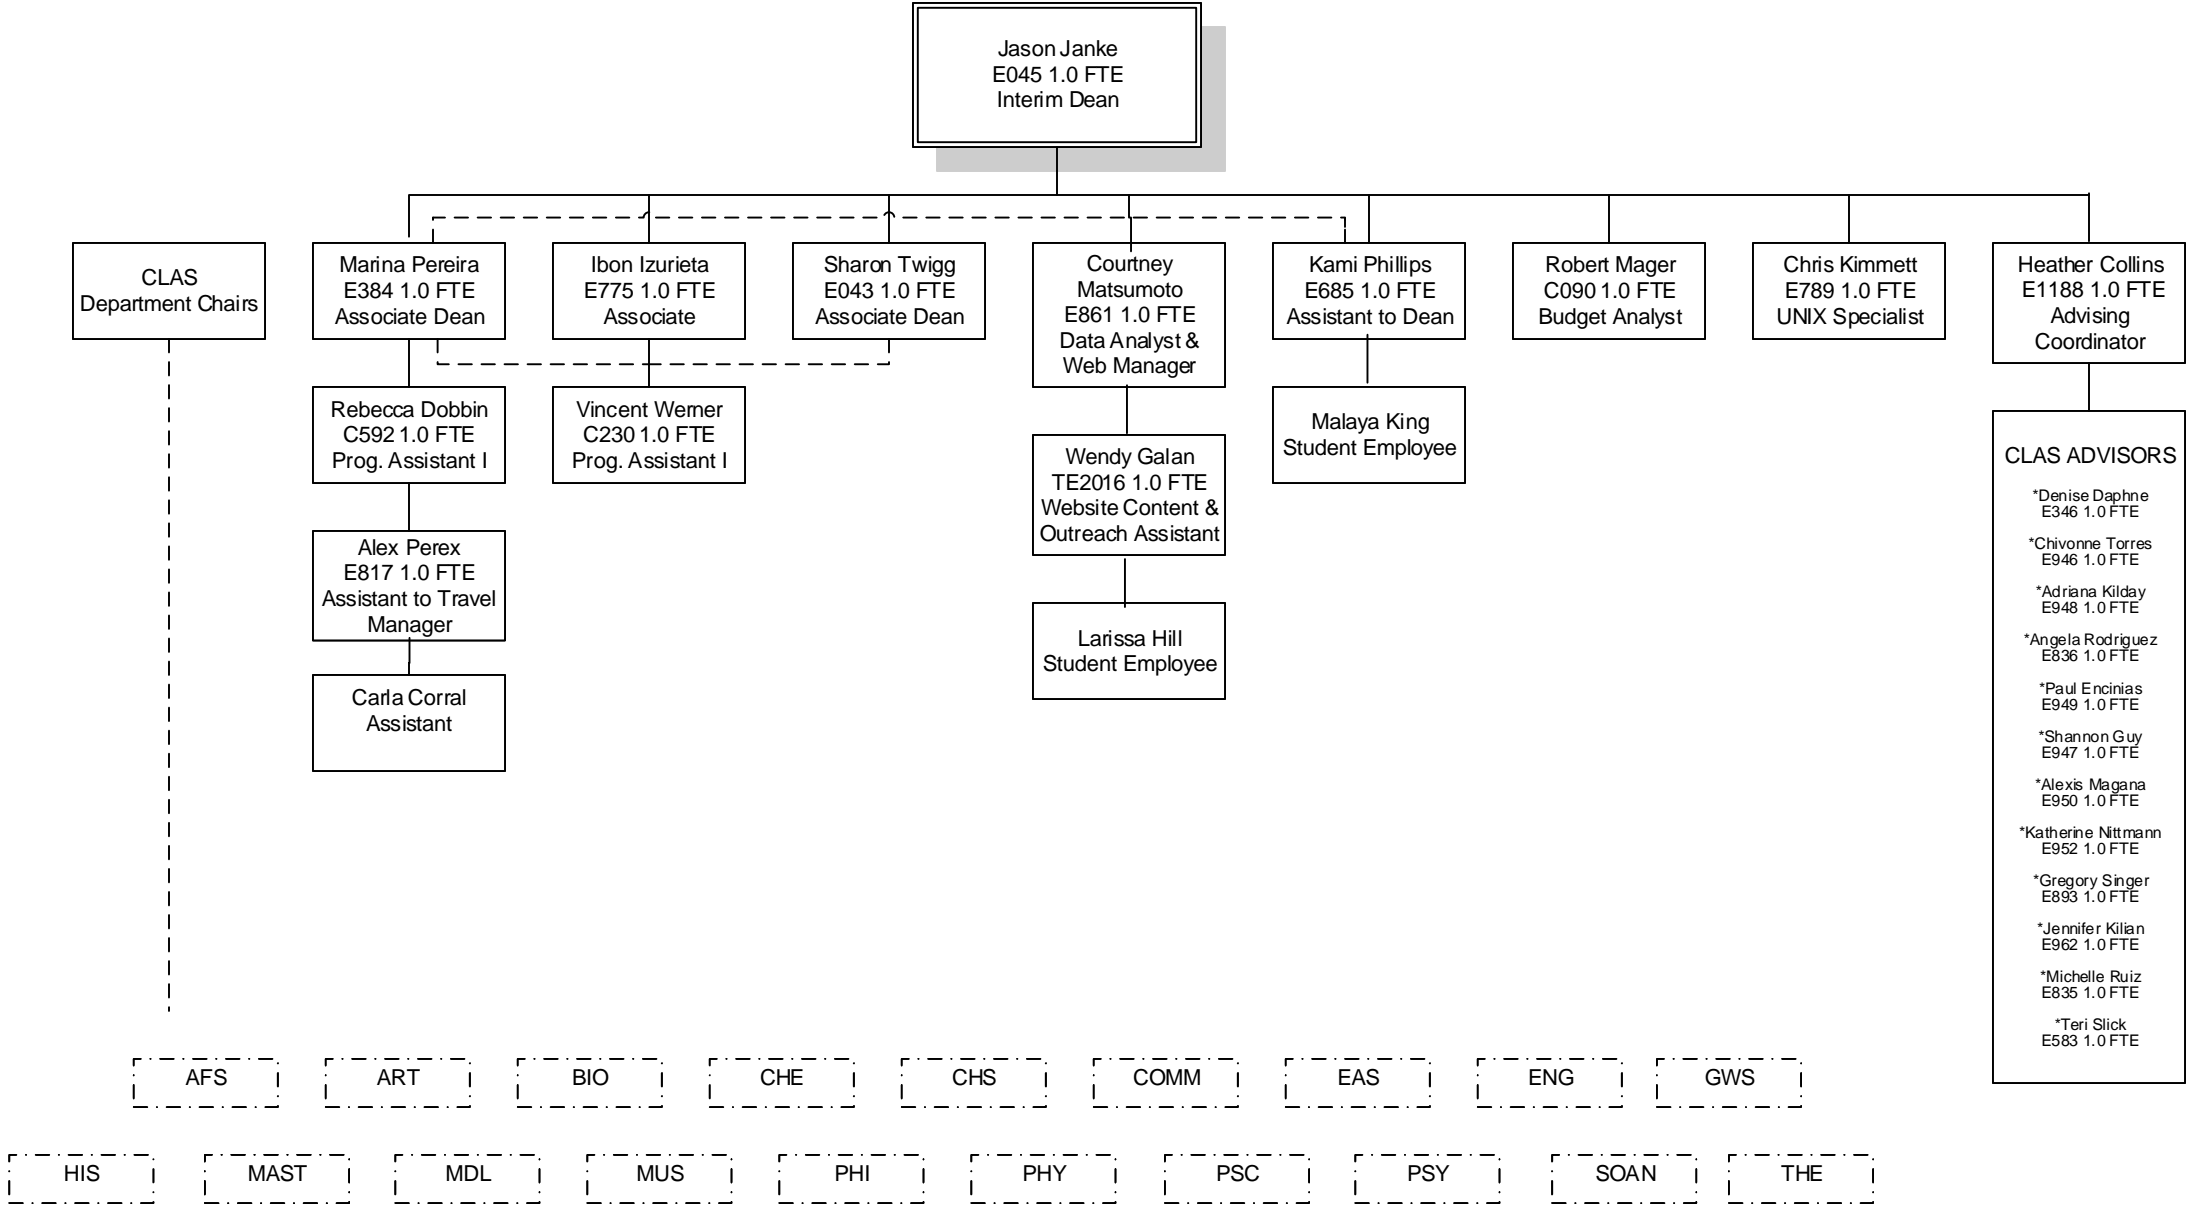 Jason Janke
E045 1.0 FTE
Interim Dean
CLAS
Department Chairs
Marina Pereira
E384 1.0 FTE
Associate Dean
Ibon Izurieta
E775 1.0 FTE
Associate
Sharon Twigg
E043 1.0 FTE
Associate Dean
Courtney
Matsumoto
E861 1.0 FTE
Data Analyst &
Web Manager
Kami Phillips
E685 1.0 FTE
Assistant to Dean
Robert Mager
C090 1.0 FTE
Budget Analyst
Chris Kimmett
E789 1.0 FTE
UNIX Specialist
Heather Collins
E1188 1.0 FTE
Advising
Coordinator
Rebecca Dobbin
C592 1.0 FTE
Prog. Assistant I
Vincent Werner
C230 1.0 FTE
Prog. Assistant I
Wendy Galan
TE2016 1.0 FTE
Website Content &
Outreach Assistant
Malaya King
Student Employee
Alex Perex
E817 1.0 FTE
Assistant to Travel
Manager
Larissa Hill
Student Employee
Carla Corral
Assistant
CLAS ADVISORS
*Denise Daphne
E346 1.0 FTE
*Chivonne Torres
E946 1.0 FTE
*Adriana Kilday
E948 1.0 FTE
*Angela Rodriguez
E836 1.0 FTE
*Paul Encinias
E949 1.0 FTE
*Shannon Guy
E947 1.0 FTE
*Alexis Magana
E950 1.0 FTE
*Katherine Nittmann
E952 1.0 FTE
*Gregory Singer
E893 1.0 FTE
*Jennifer Kilian
E962 1.0 FTE
*Michelle Ruiz
E835 1.0 FTE
*Teri Slick
E583 1.0 FTE
AFS
ART
BIO
CHE
CHS
COMM
EAS
ENG
GWS
HIS
MAST
MDL
MUS
PHI
PHY
PSC
PSY
SOAN
THE